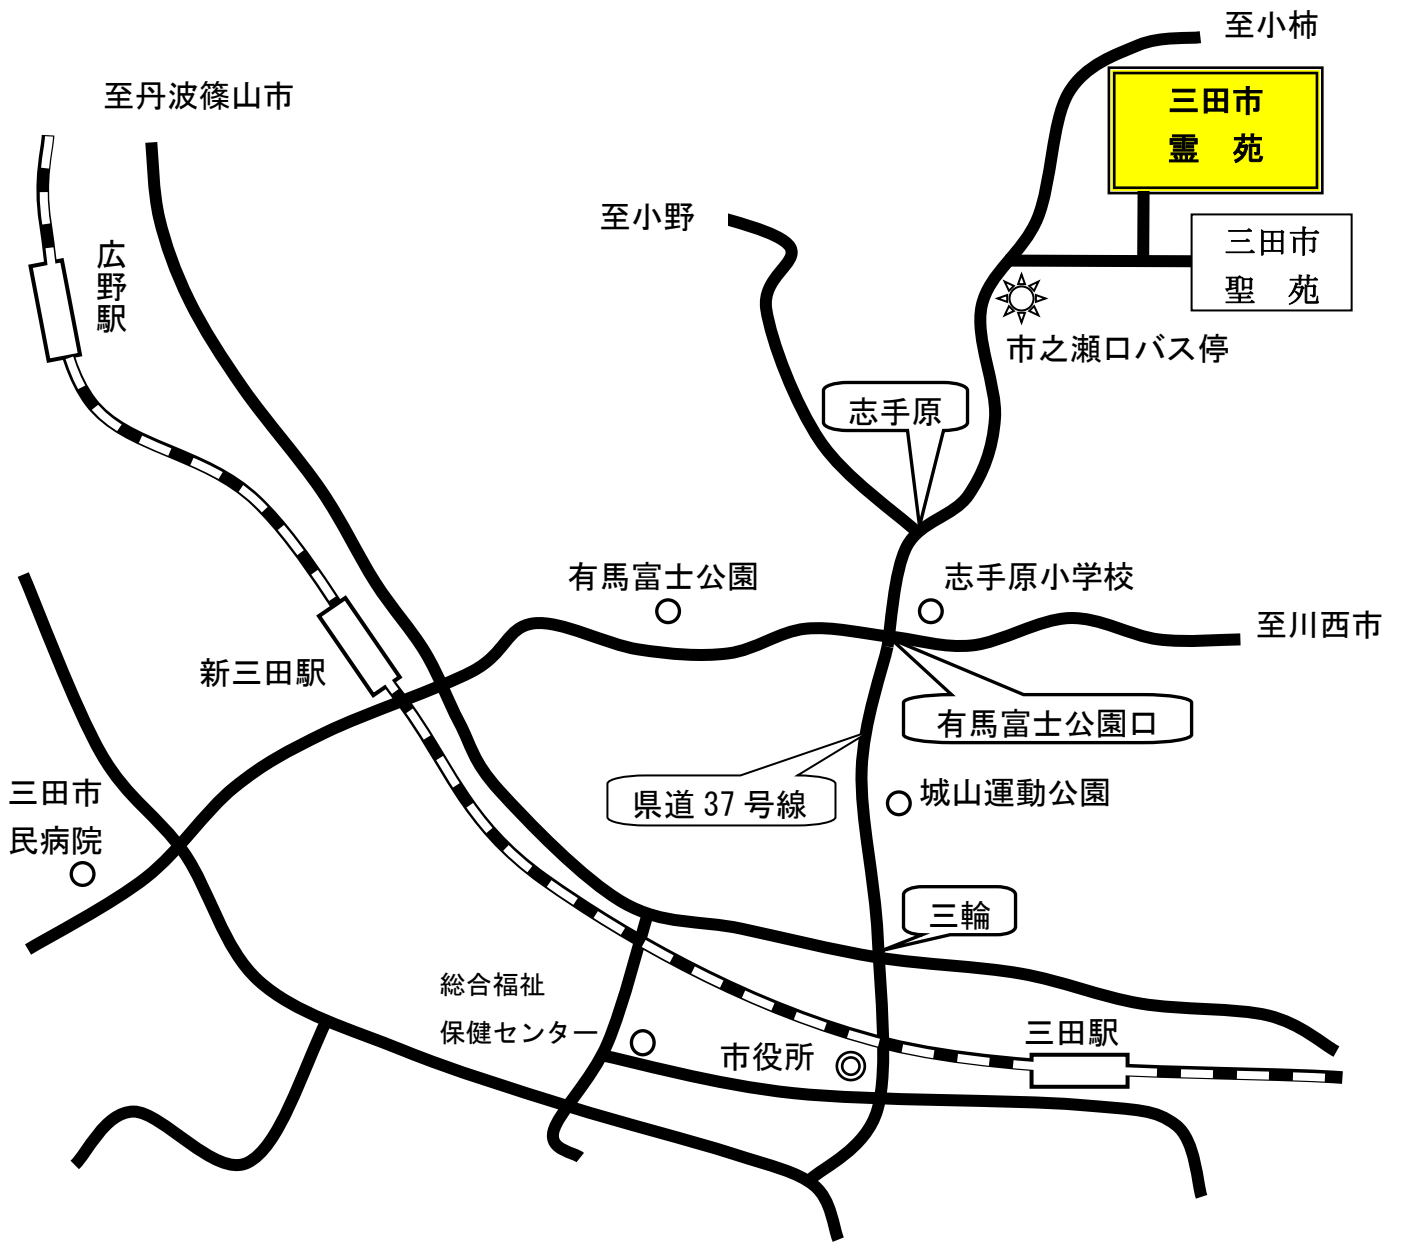 至小柿
三田市
霊　苑
至丹波篠山市
至小野
三田市
聖　苑
広野駅
市之瀬口バス停
志手原
有馬富士公園
志手原小学校
至川西市
新三田駅
有馬富士公園口
三田市
民病院
県道 37 号線
城山運動公園
三輪
総合福祉
保健センター
市役所
三田駅